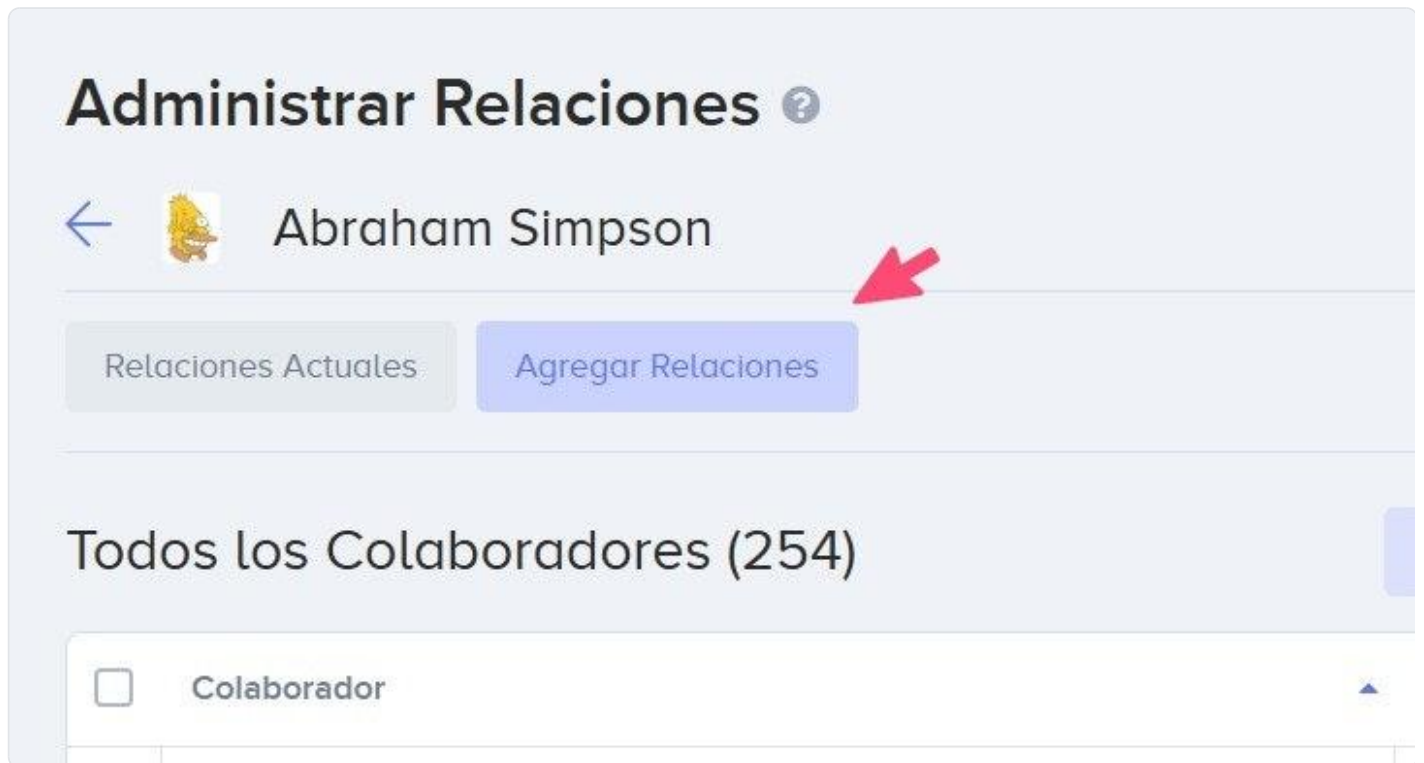 Administrar Relaciones ?
Abraham Simpson
Relaciones Actuales
Agregar Relaciones
Todos los Colaboradores (254)
Colaborador